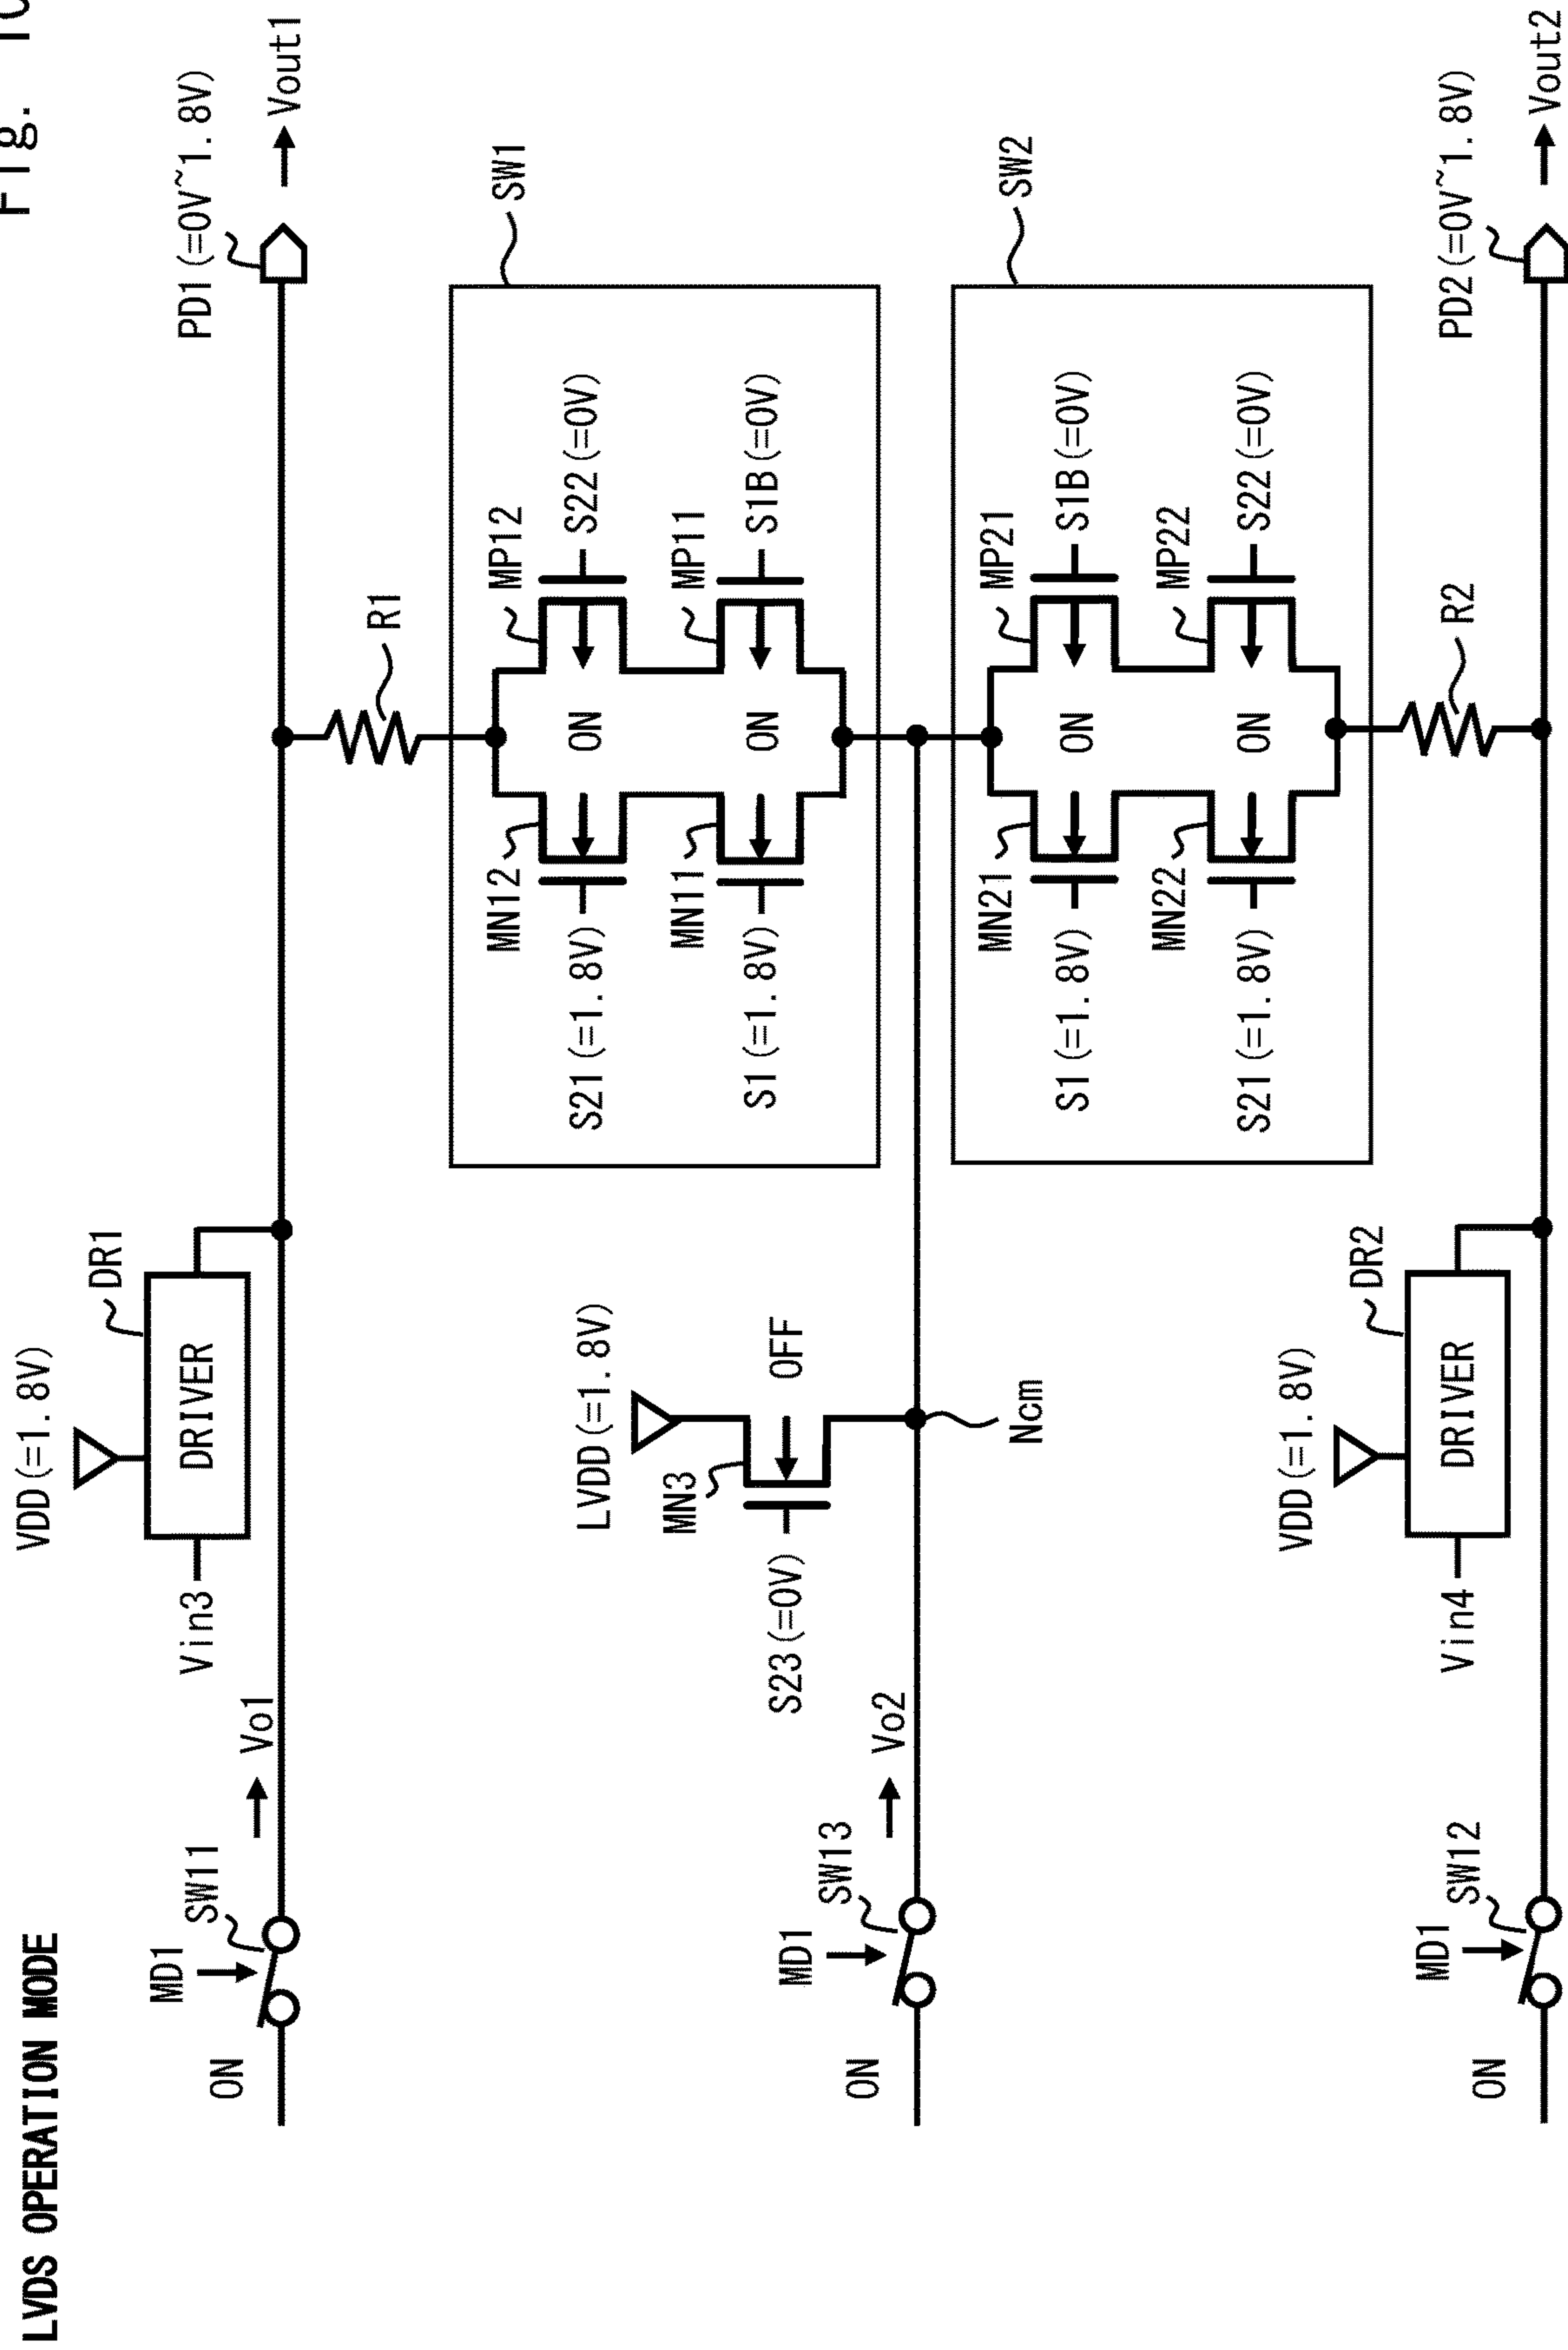 Fig. 10
LVDS OPERATION MODE
VDD(=1.8V)
DR1
DRIVER
Vin3
MD1
SW11
ON
Vo1
PD1(=0V~1.8V)
Vout1
R1
SW1
MN12
MP12
S21(=1.8V)
ON
S22(=0V)
MN11
MP11
S1(=1.8V)
ON
S1B(=0V)
LVDD(=1.8V)
MN3
S23(=0V)
OFF
MD1
SW13
ON
Vo2
Ncm
SW2
MN21
MP21
S1(=1.8V)
ON
S1B(=0V)
MN22
MP22
S21(=1.8V)
ON
S22(=0V)
R2
VDD(=1.8V)
DR2
DRIVER
Vin4
MD1
SW12
ON
PD2(=0V~1.8V)
Vout2